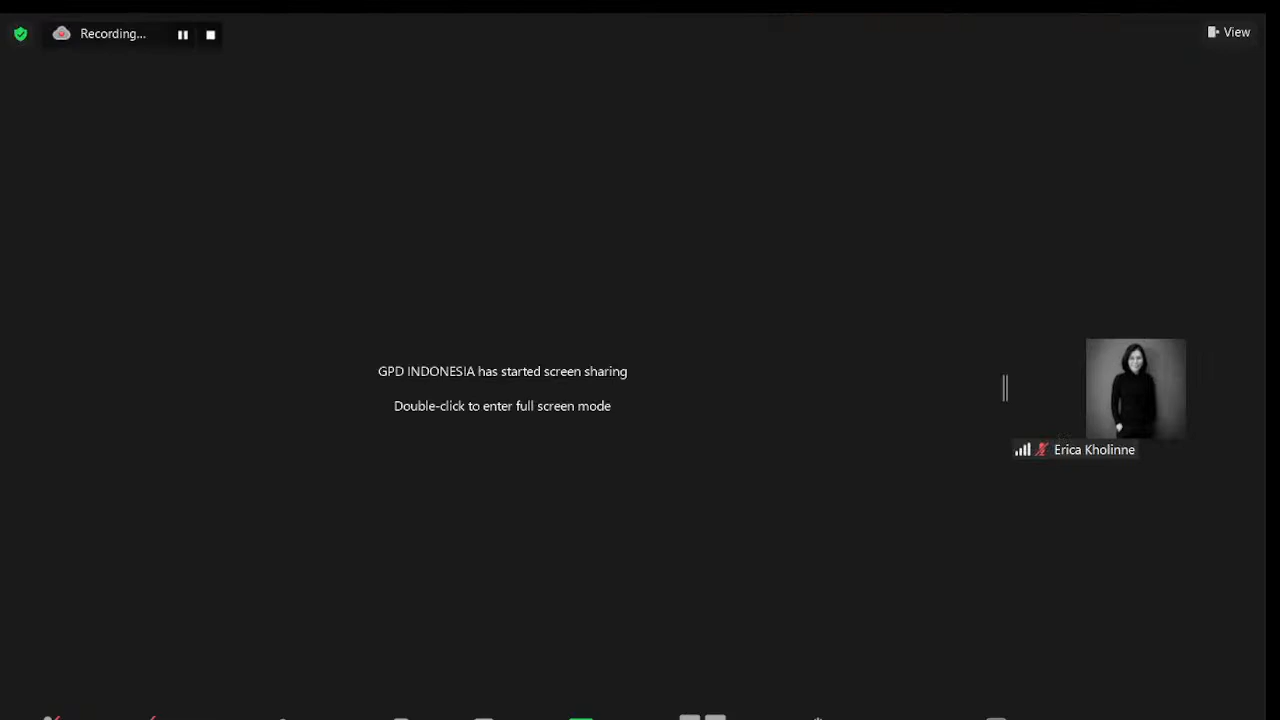 Recording...
View
GPD INDONESIA has started screen sharing
Double-click to enter full screen mode
Erica Kholinne